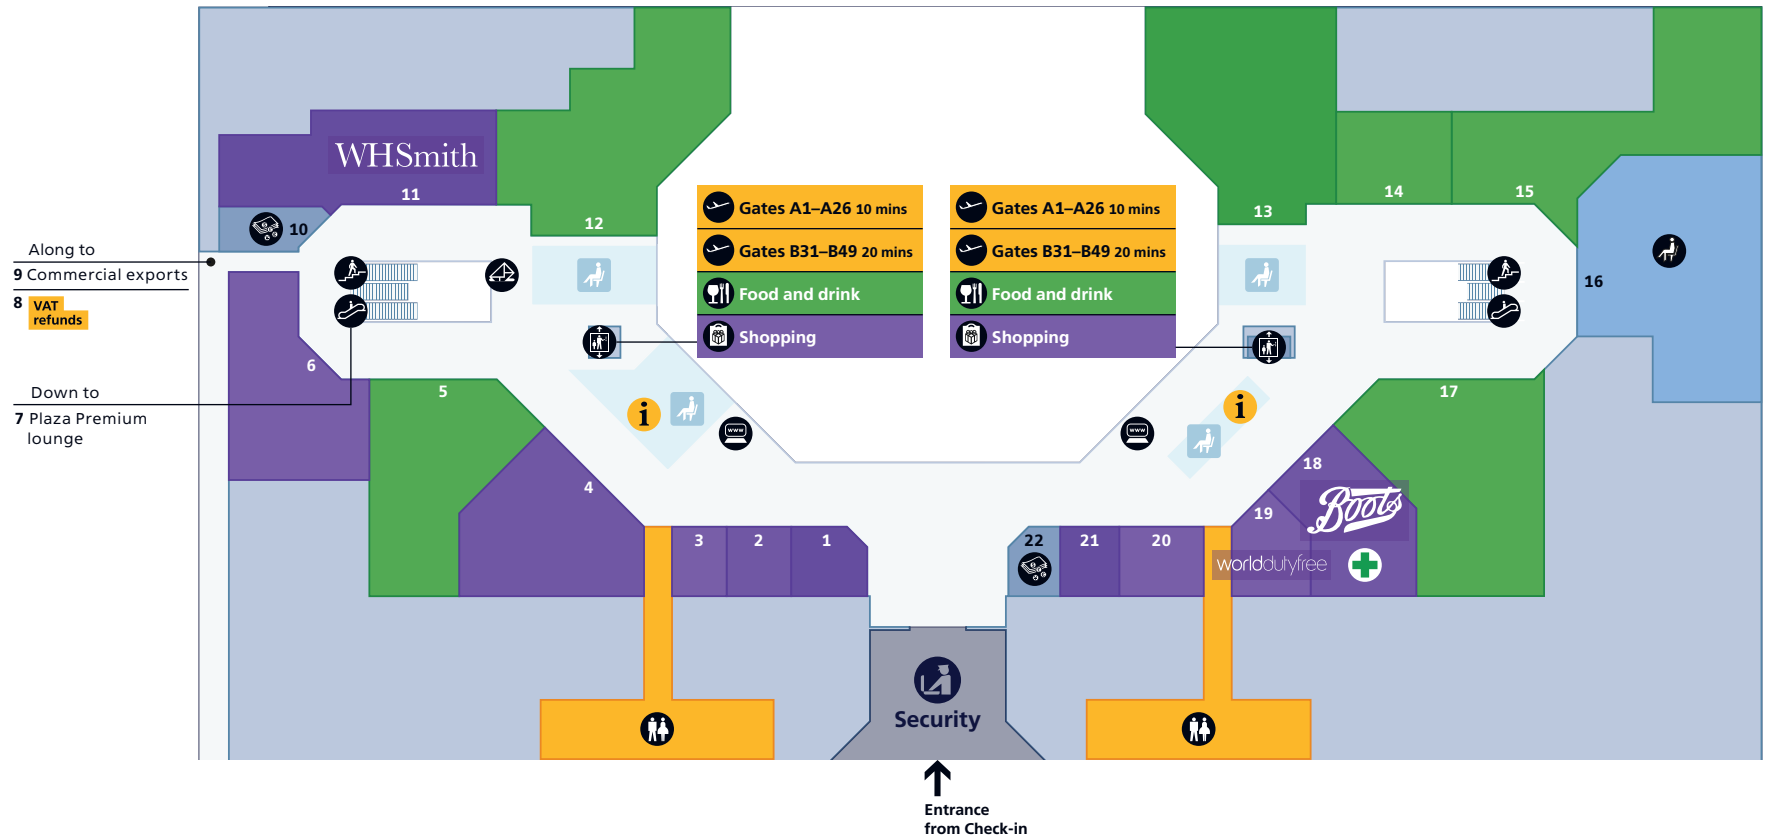 WHSmith
11
10
12
13
14
15
16
Along to
9 Commercial exports
8 VAT
refunds
Down to
7 Plaza Premium
lounge
Gates A1–A26 10 mins
Gates B31–B49 20 mins
Food and drink
Shopping
Gates A1–A26 10 mins
Gates B31–B49 20 mins
Food and drink
Shopping
6
5
i
www
4
3
2
1
www
i
17
18
Boots
19
worlddutyfree
20
21
22
Security
Entrance
from Check-in